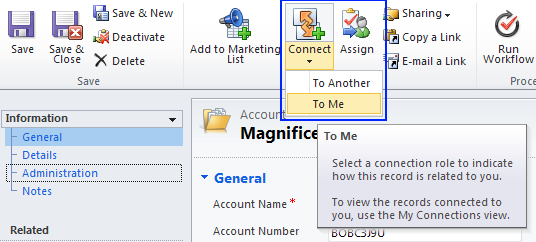 Save
Save &
Close
Save & New
Deactivate
Delete
Save
Add to Marketing
List
Connect
To Another
To Me
Assign
Sharing
Copy a Link
E-mail a Link
Run
Workflow
Proce
Information
General
Details
Administration
Notes
Related
Account
Magnifice
General
Account Name *
Account Number
BOBC3J9U
To Me
Select a connection role to indicate
how this record is related to you.
To view the records connected to
you, use the My Connections view.